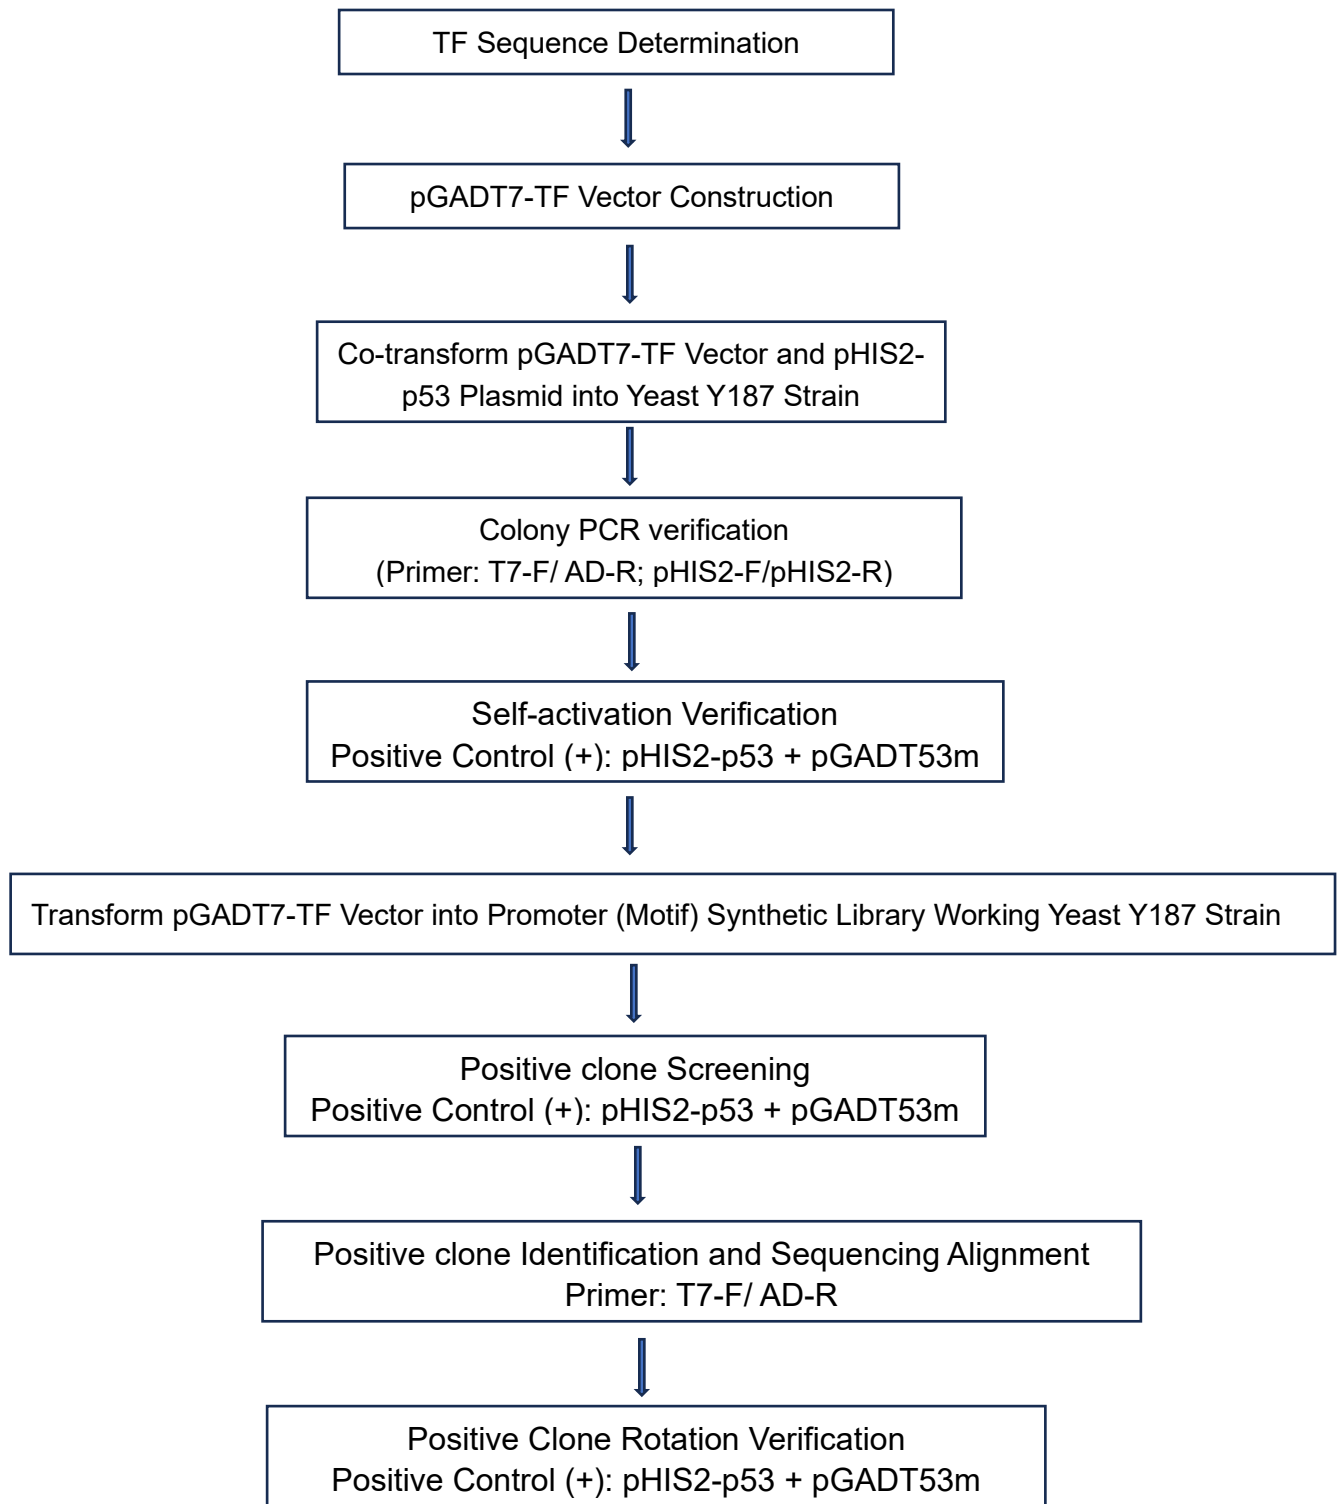 TF Sequence Determination
pGADT7-TF Vector Construction
Co-transform pGADT7-TF Vector and pHIS2-
p53 Plasmid into Yeast Y187 Strain
Colony PCR verification
(Primer: T7-F/ AD-R; pHIS2-F/pHIS2-R)
Self-activation Verification
Positive Control (+): pHIS2-p53 + pGADT53m
Transform pGADT7-TF Vector into Promoter (Motif) Synthetic Library Working Yeast Y187 Strain
Positive clone Screening
Positive Control (+): pHIS2-p53 + pGADT53m
Positive clone Identification and Sequencing Alignment
Primer: T7-F/ AD-R
Positive Clone Rotation Verification
Positive Control (+): pHIS2-p53 + pGADT53m